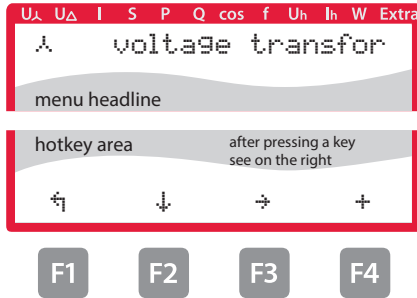 U⅄ U△ I S P Q cos f Uh Ih W Extra
⅄ voltage transfor
menu headline
hotkey area
after pressing a key
see on the right
↰ ↓ → +
F1 F2 F3 F4